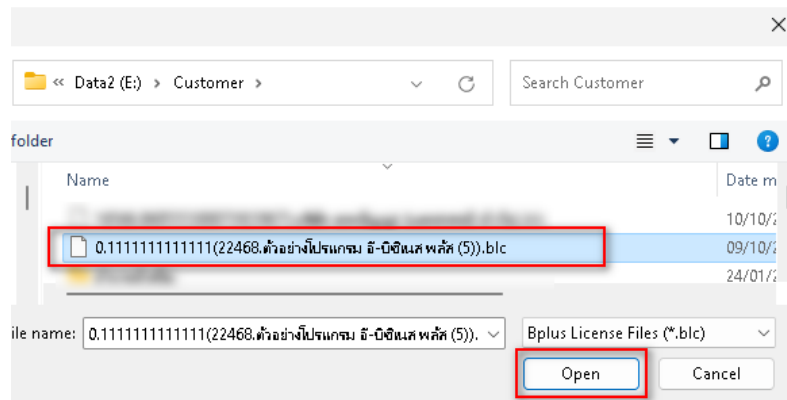 « Data2 (E:) > Customer > Search Customer
folder
Name Date m
10/10/2
0.1111111111111(22468.ตัวอย่างโปรแกรม อี-บิซิเนส พลัส (5)).blc 09/10/2
24/01/2
ile name: 0.1111111111111(22468.ตัวอย่างโปรแกรม อี-บิซิเนส พลัส (5)). Bplus License Files (*.blc)
Open Cancel